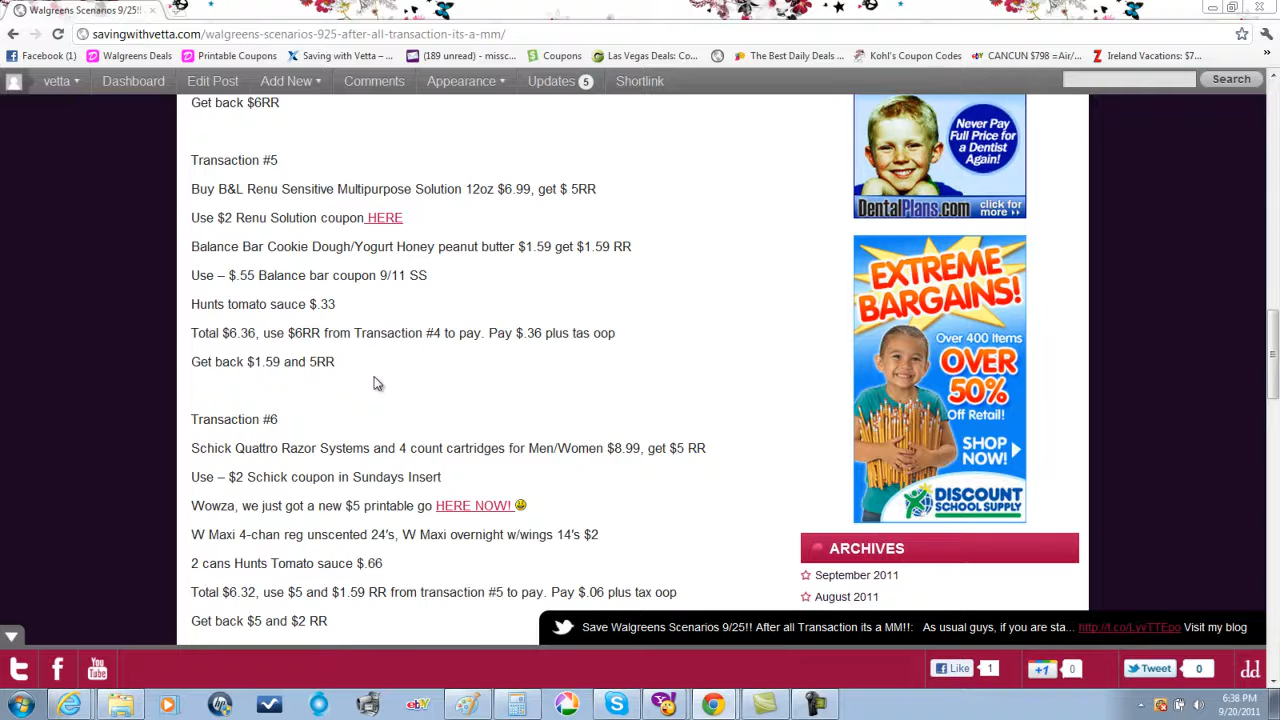 Walgreens Scenarios 9/25!!
savingwithvetta.com/walgreens-scenarios-925-after-all-transaction-its-a-mm/
Facebook (1) Walgreens Deals Printable Coupons Saving with Vetta – ... (189 unread) - missc... Coupons Las Vegas Deals: Co... The Best Daily Deals ... Kohl's Coupon Codes CANCUN $798 =Air/... Ireland Vacations: $7...
vetta Dashboard Edit Post Add New Comments Appearance Updates 5 Shortlink Search
Get back $6RR
Transaction #5
Buy B&L Renu Sensitive Multipurpose Solution 12oz $6.99, get $ 5RR
Use $2 Renu Solution coupon HERE
Balance Bar Cookie Dough/Yogurt Honey peanut butter $1.59 get $1.59 RR
Use – $.55 Balance bar coupon 9/11 SS
Hunts tomato sauce $.33
Total $6.36, use $6RR from Transaction #4 to pay. Pay $.36 plus tas oop
Get back $1.59 and 5RR
Transaction #6
Schick Quattro Razor Systems and 4 count cartridges for Men/Women $8.99, get $5 RR
Use – $2 Schick coupon in Sundays Insert
Wowza, we just got a new $5 printable go HERE NOW!
W Maxi 4-chan reg unscented 24's, W Maxi overnight w/wings 14's $2
2 cans Hunts Tomato sauce $.66
Total $6.32, use $5 and $1.59 RR from transaction #5 to pay. Pay $.06 plus tax oop
Get back $5 and $2 RR
Never Pay
Full Price for
a Dentist
Again!
DentalPlans.com click for
more
EXTREME
BARGAINS!
Over 400 Items
OVER
50%
Off Retail!
SHOP
NOW!
DISCOUNT
SCHOOL SUPPLY
ARCHIVES
September 2011
August 2011
Save Walgreens Scenarios 9/25!! After all Transaction its a MM!!: As usual guys, if you are sta... http://t.co/LyvTTEpo Visit my blog
Like 1 +1 0 Tweet 0 dd
You
Tube
ebY
6:38 PM
9/20/2011